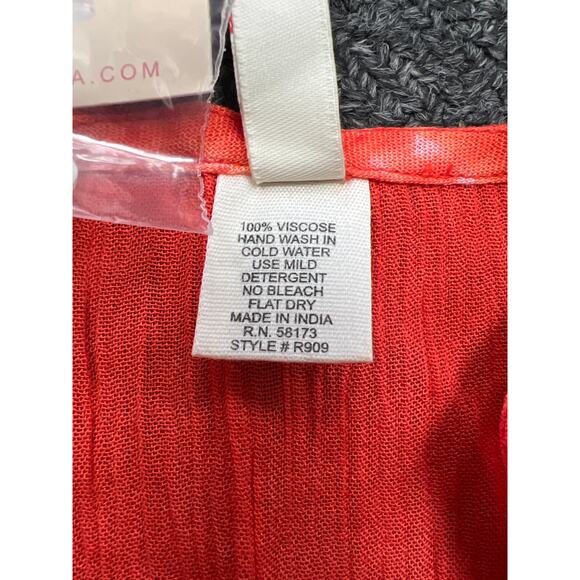 A.COM
100% VISCOSE
HAND WASH IN
COLD WATER
USE MILD
DETERGENT
NO BLEACH
FLAT DRY
MADE IN INDIA
R.N. 58173
STYLE # R909